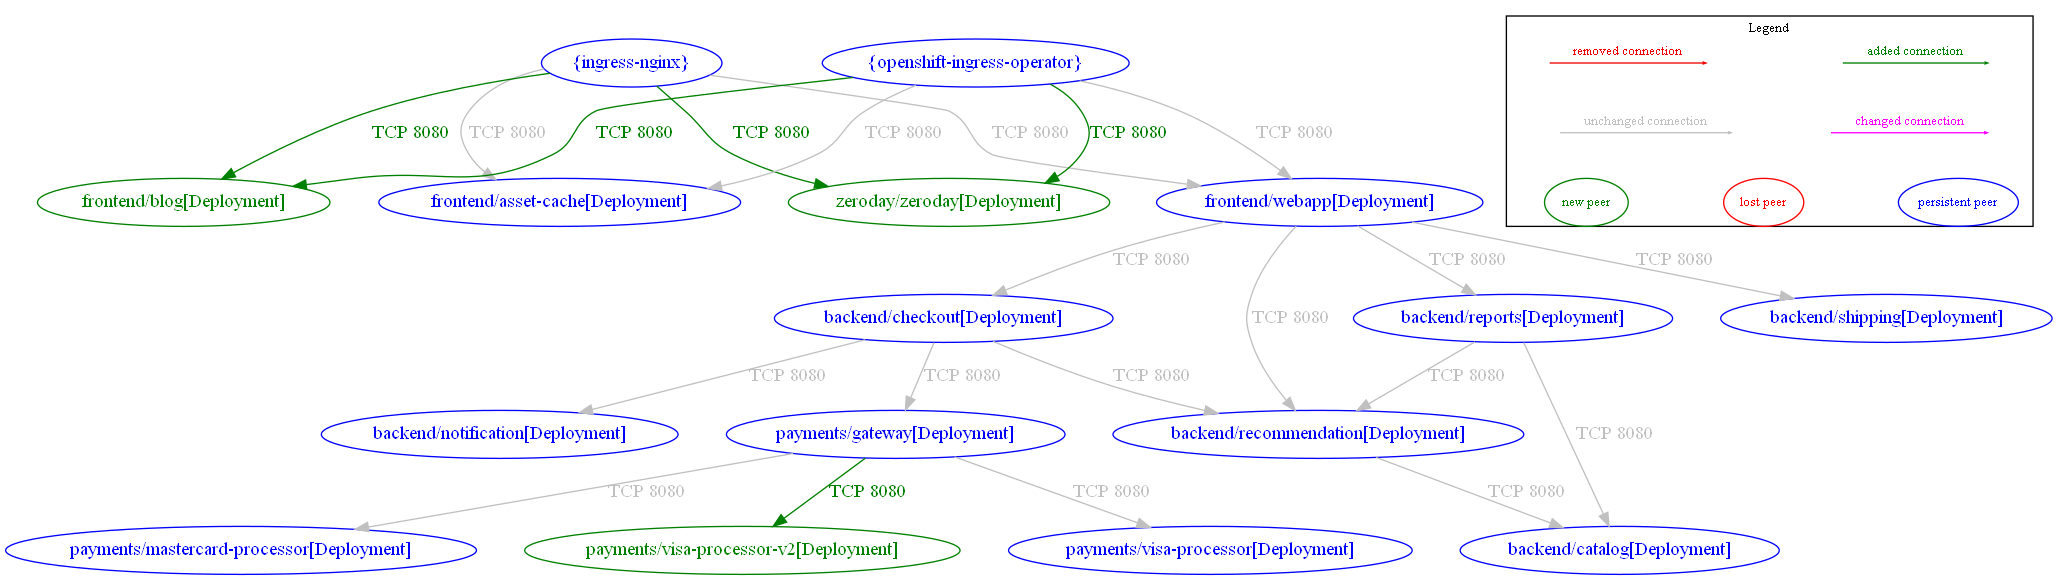 Legend
removed connection
added connection
{ingress-nginx}
{openshift-ingress-operator}
unchanged connection
changed connection
TCP 8080
TCP 8080
TCP 8080
TCP 8080
TCP 8080
TCP 8080
TCP 8080
TCP 8080
frontend/blog[Deployment]
frontend/asset-cache[Deployment]
zeroday/zeroday[Deployment]
frontend/webapp[Deployment]
new peer
lost peer
persistent peer
TCP 8080
TCP 8080
TCP 8080
TCP 8080
backend/checkout[Deployment]
backend/reports[Deployment]
backend/shipping[Deployment]
TCP 8080
TCP 8080
TCP 8080
TCP 8080
backend/notification[Deployment]
payments/gateway[Deployment]
backend/recommendation[Deployment]
TCP 8080
TCP 8080
TCP 8080
TCP 8080
TCP 8080
payments/mastercard-processor[Deployment]
payments/visa-processor-v2[Deployment]
payments/visa-processor[Deployment]
backend/catalog[Deployment]